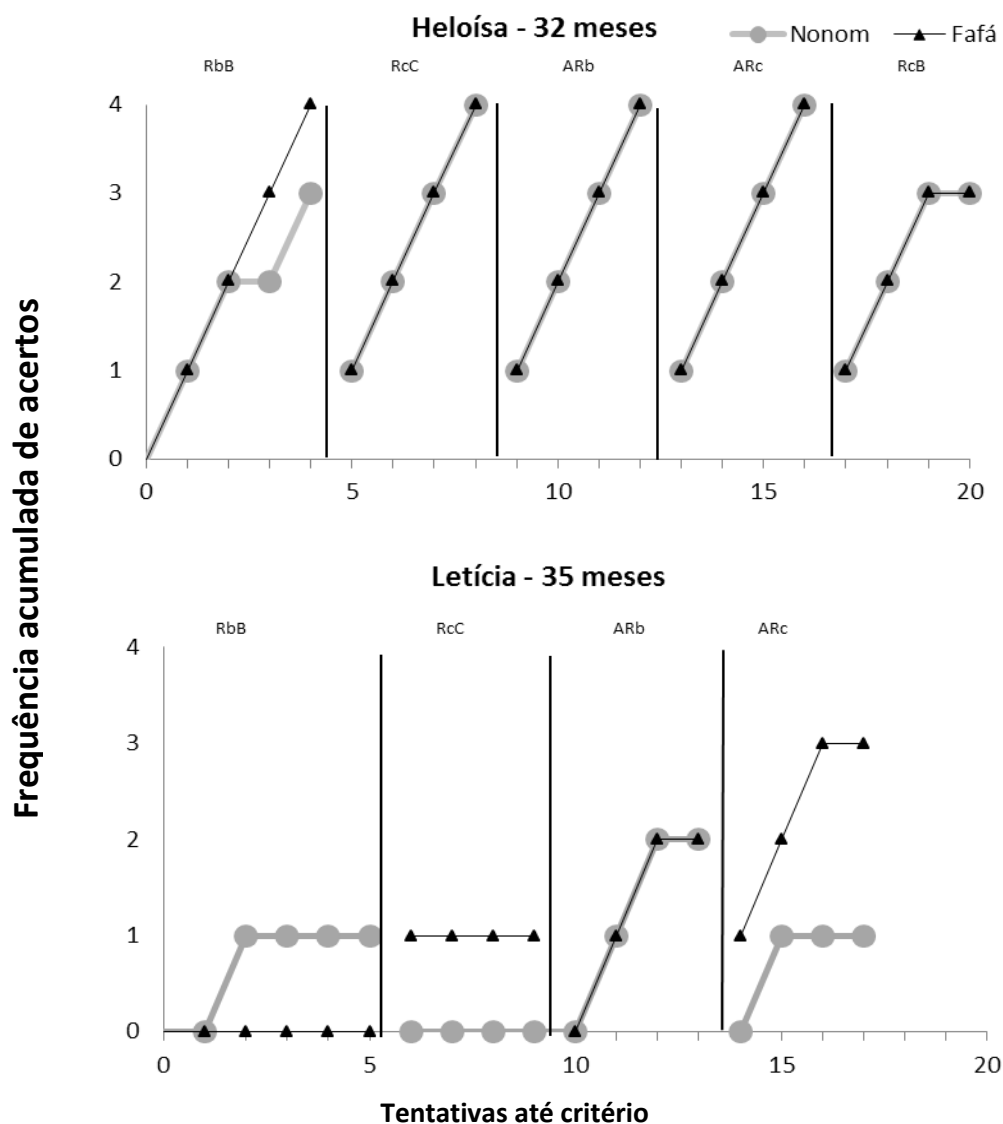 Heloísa - 32 meses
Nonom
Fafá
RbB
RcC
ARb
ARc
RcB
4
3
2
1
0
0
5
10
15
20
Frequência acumulada de acertos
Letícia - 35 meses
RbB
RcC
ARb
ARc
4
3
2
1
0
0
5
10
15
20
Tentativas até critério